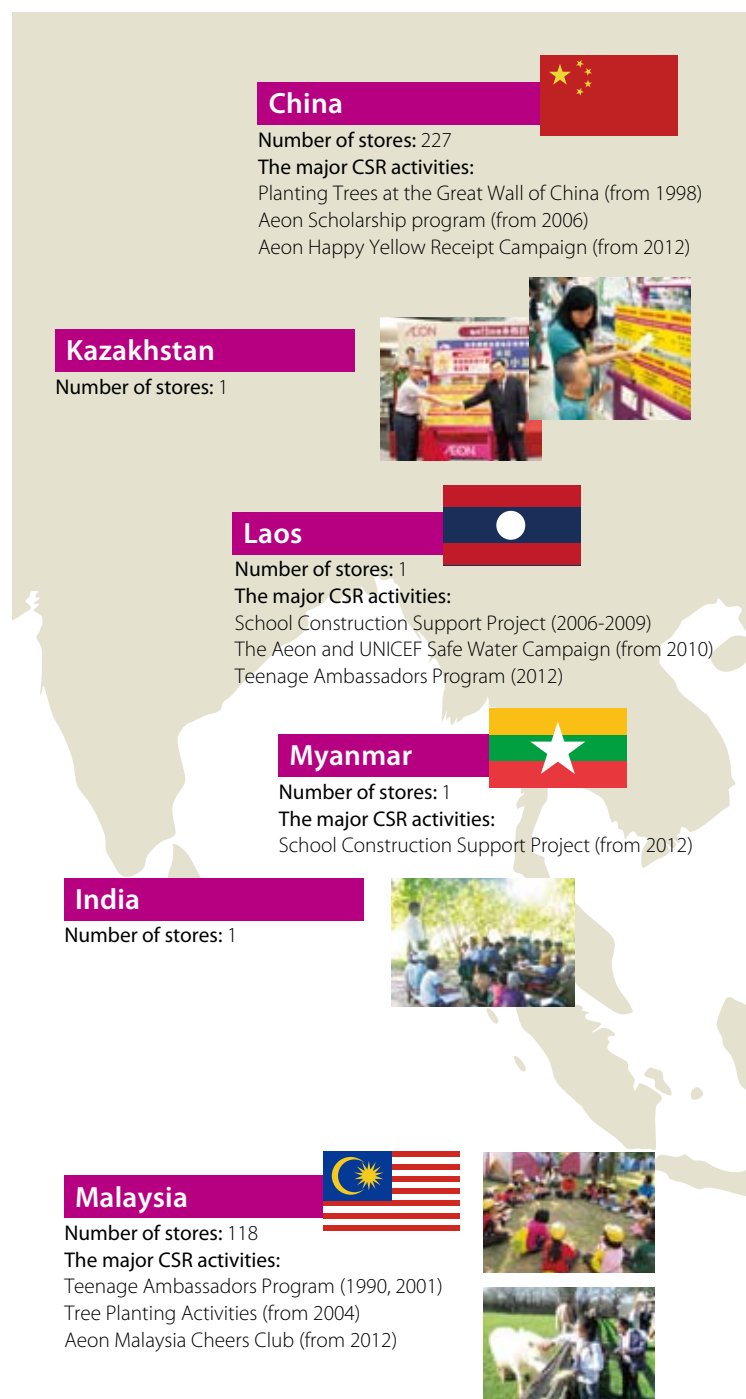 China
Number of stores: 227
The major CSR activities:
Planting Trees at the Great Wall of China (from 1998)
Aeon Scholarship program (from 2006)
Aeon Happy Yellow Receipt Campaign (from 2012)
Kazakhstan
Number of stores: 1
ÆON
ÆON
Laos
Number of stores: 1
The major CSR activities:
School Construction Support Project (2006-2009)
The Aeon and UNICEF Safe Water Campaign (from 2010)
Teenage Ambassadors Program (2012)
Myanmar
Number of stores: 1
The major CSR activities:
School Construction Support Project (from 2012)
India
Number of stores: 1
Malaysia
Number of stores: 118
The major CSR activities:
Teenage Ambassadors Program (1990, 2001)
Tree Planting Activities (from 2004)
Aeon Malaysia Cheers Club (from 2012)